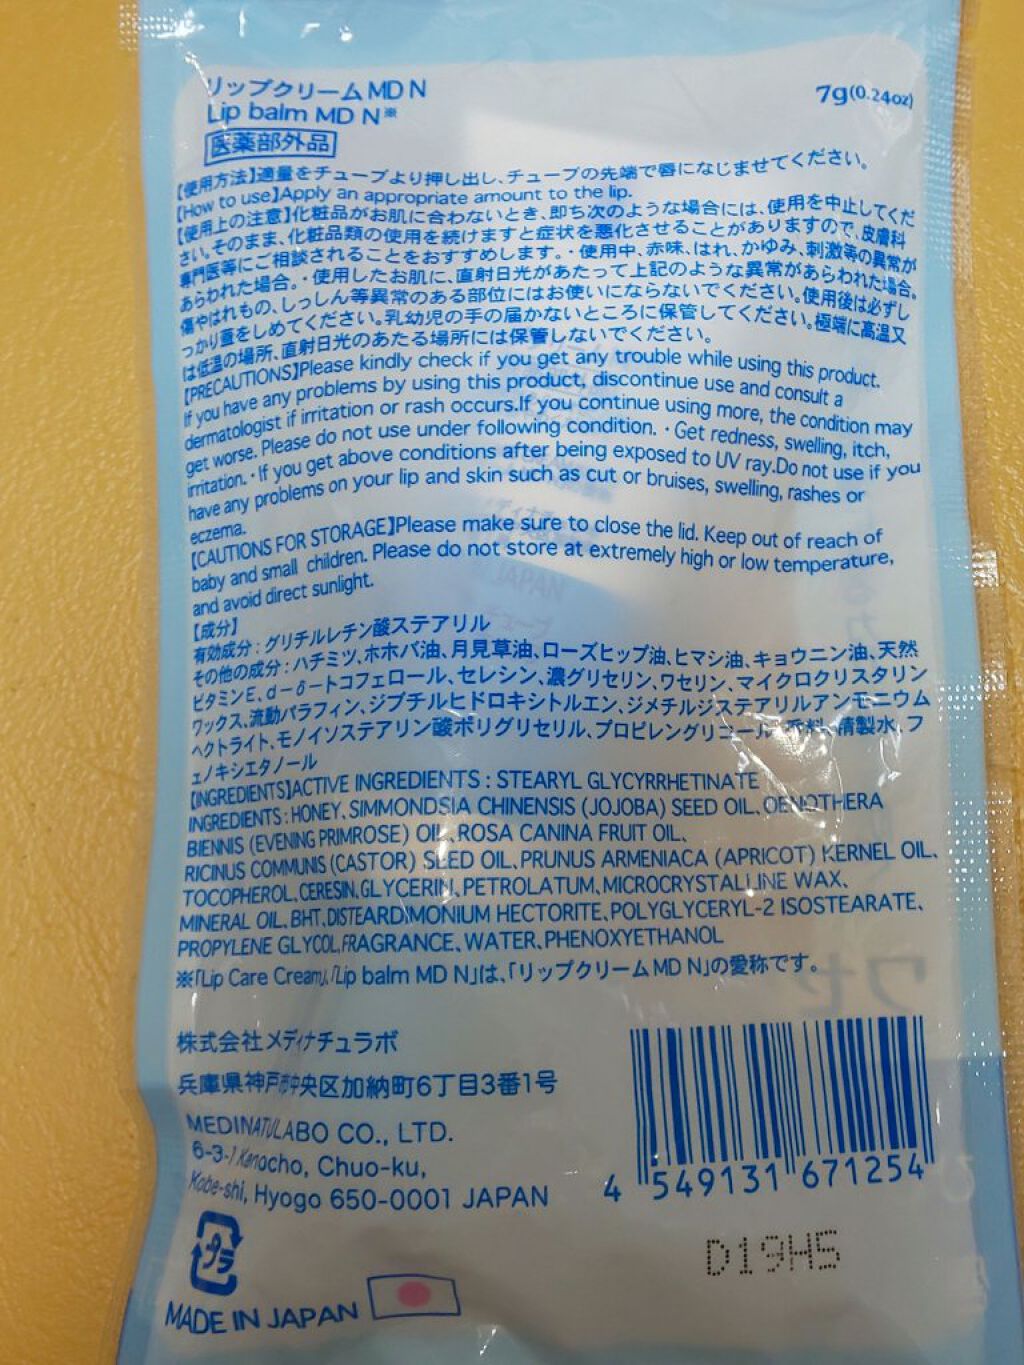 リップクリームMD N
7g(0.24oz)
Lip balm MD N※
医薬部外品
【使用方法】適量をチューブより押し出し、チューブの先端で唇になじませてください。
【How to use】Apply an appropriate amount to the lip.
【使用上の注意】化粧品がお肌に合わないとき、即ち次のような場合には、使用を中止してくだ
さい。そのまま、化粧品類の使用を続けますと症状を悪化させることがありますので、皮膚科
専門医等にご相談されることをおすすめします。・使用中、赤味、はれ、かゆみ、刺激等の異常が
あらわれた場合。・使用したお肌に、直射日光があたって上記のような異常があらわれた場合。
傷やはれもの、しっしん等異常のある部位にはお使いにならないでください。使用後は必ずし
っかり蓋をしめてください。乳幼児の手の届かないところに保管してください。極端に高温又
は低温の場所、直射日光のあたる場所には保管しないでください。
【PRECAUTIONS】Please kindly check if you get any trouble while using this product.
If you have any problems by using this product, discontinue use and consult a
dermatologist if irritation or rash occurs.If you continue using more, the condition may
get worse. Please do not use under following condition. ・Get redness, swelling, itch,
irritation.・If you get above conditions after being exposed to UV ray.Do not use if you
have any problems on your lip and skin such as cut or bruises, swelling, rashes or
eczema.
【CAUTIONS FOR STORAGE】Please make sure to close the lid. Keep out of reach of
baby and small children. Please do not store at extremely high or low temperature,
and avoid direct sunlight.
【成分】
有効成分：グリチルレチン酸ステアリル
その他の成分：ハチミツ、ホホバ油、月見草油、ローズヒップ油、ヒマシ油、キョウニン油、天然
ビタミンE、d-δ-トコフェロール、セレシン、濃グリセリン、ワセリン、マイクロクリスタリン
ワックス、流動パラフィン、ジブチルヒドロキシトルエン、ジメチルジステアリルアンモニウム
ヘクトライト、モノイソステアリン酸ポリグリセリル、プロピレングリコール、香料、精製水、フ
ェノキシエタノール
【INGREDIENTS】ACTIVE INGREDIENTS : STEARYL GLYCYRRHETINATE
INGREDIENTS : HONEY, SIMMONDSIA CHINENSIS (JOJOBA) SEED OIL, OENOTHERA
BIENNIS (EVENING PRIMROSE) OIL, ROSA CANINA FRUIT OIL,
RICINUS COMMUNIS (CASTOR) SEED OIL, PRUNUS ARMENIACA (APRICOT) KERNEL OIL,
TOCOPHEROL, CERESIN, GLYCERIN, PETROLATUM, MICROCRYSTALLINE WAX,
MINERAL OIL, BHT, DISTEARDIMONIUM HECTORITE, POLYGLYCERYL-2 ISOSTEARATE,
PROPYLENE GLYCOL, FRAGRANCE, WATER, PHENOXYETHANOL
※「Lip Care Cream」、「Lip balm MD N」は、「リップクリームMD N」の愛称です。
株式会社メディナチュラボ
兵庫県神戸市中央区加納町6丁目3番1号
MEDINATULABO CO., LTD.
6-3-1 Kanocho, Chuo-ku,
Kobe-shi, Hyogo 650-0001 JAPAN
4 549131 671254
D19H5
プラ
MADE IN JAPAN